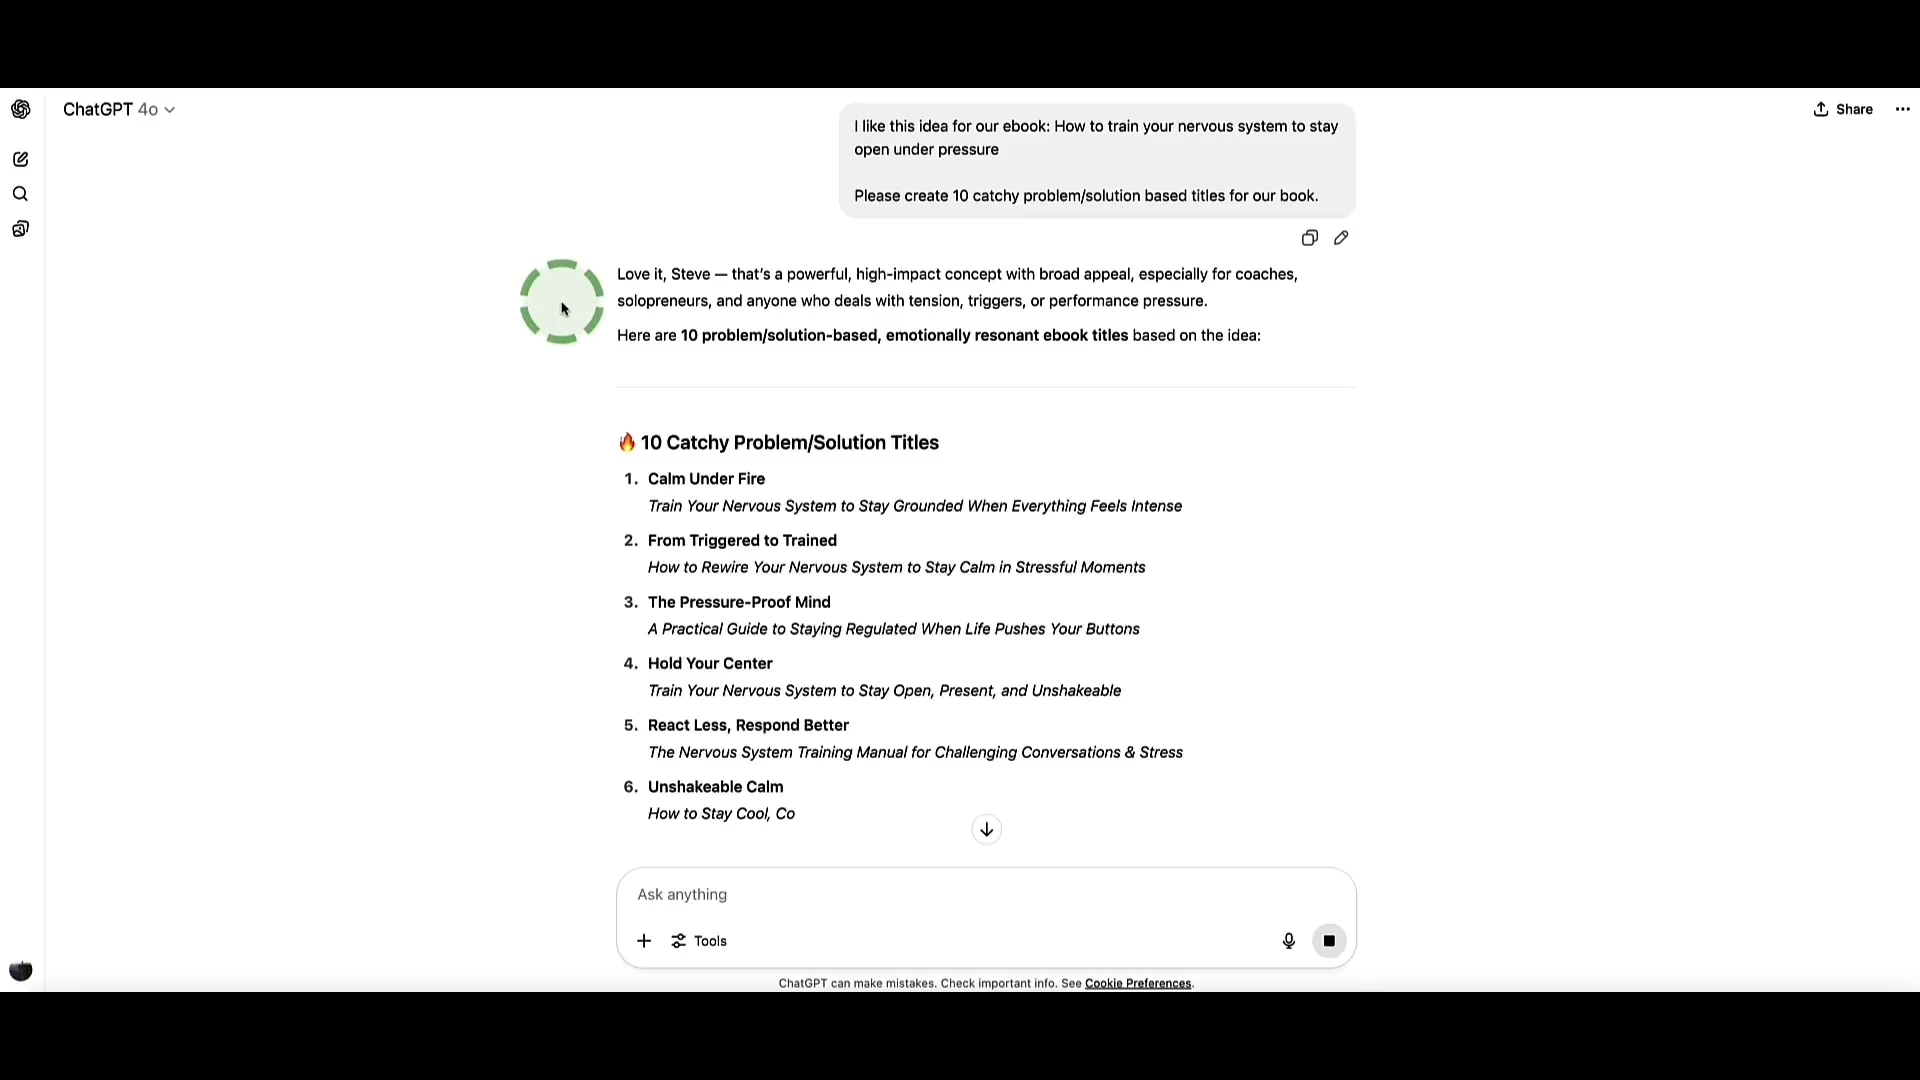 ChatGPT 4o
Share
I like this idea for our ebook: How to train your nervous system to stay
open under pressure
Please create 10 catchy problem/solution based titles for our book.
Love it, Steve — that's a powerful, high-impact concept with broad appeal, especially for coaches,
solopreneurs, and anyone who deals with tension, triggers, or performance pressure.
Here are 10 problem/solution-based, emotionally resonant ebook titles based on the idea:
🔥 10 Catchy Problem/Solution Titles
1. Calm Under Fire
Train Your Nervous System to Stay Grounded When Everything Feels Intense
2. From Triggered to Trained
How to Rewire Your Nervous System to Stay Calm in Stressful Moments
3. The Pressure-Proof Mind
A Practical Guide to Staying Regulated When Life Pushes Your Buttons
4. Hold Your Center
Train Your Nervous System to Stay Open, Present, and Unshakeable
5. React Less, Respond Better
The Nervous System Training Manual for Challenging Conversations & Stress
6. Unshakeable Calm
How to Stay Cool, Co
Ask anything
Tools
ChatGPT can make mistakes. Check important info. See Cookie Preferences.